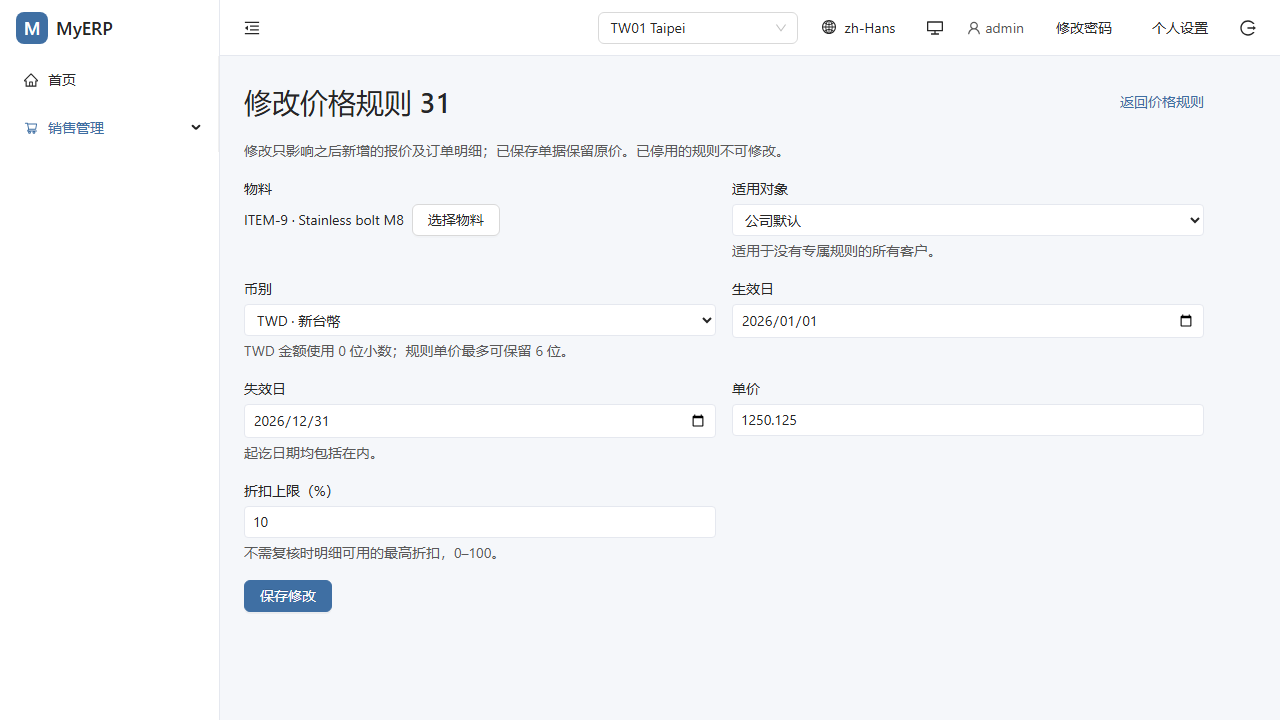 M MyERP
TW01 Taipei
zh-Hans
admin
修改密码
个人设置
首页
销售管理
修改价格规则 31
返回价格规则
修改只影响之后新增的报价及订单明细；已保存单据保留原价。已停用的规则不可修改。
物料
ITEM-9 · Stainless bolt M8
选择物料
适用对象
公司默认
适用于没有专属规则的所有客户。
币别
TWD · 新台幣
TWD 金额使用 0 位小数；规则单价最多可保留 6 位。
生效日
2026/01/01
失效日
2026/12/31
起讫日期均包括在内。
单价
1250.125
折扣上限（%）
10
不需复核时明细可用的最高折扣，0–100。
保存修改